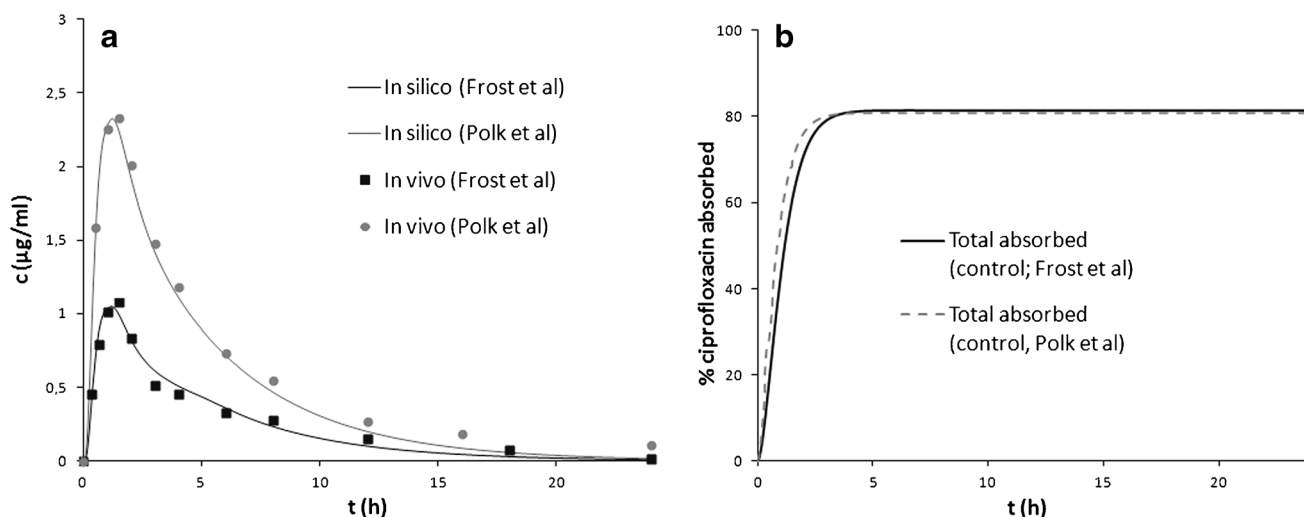 a
3
2,5
2
1,5
1
0,5
0
c (µg/ml)
0
5
10
15
20
t (h)
In silico (Frost et al)
In silico (Polk et al)
In vivo (Frost et al)
In vivo (Polk et al)
b
100
80
60
40
20
0
% ciprofloxacin absorbed
0
5
10
15
20
t (h)
Total absorbed
(control; Frost et al)
Total absorbed
(control, Polk et al)